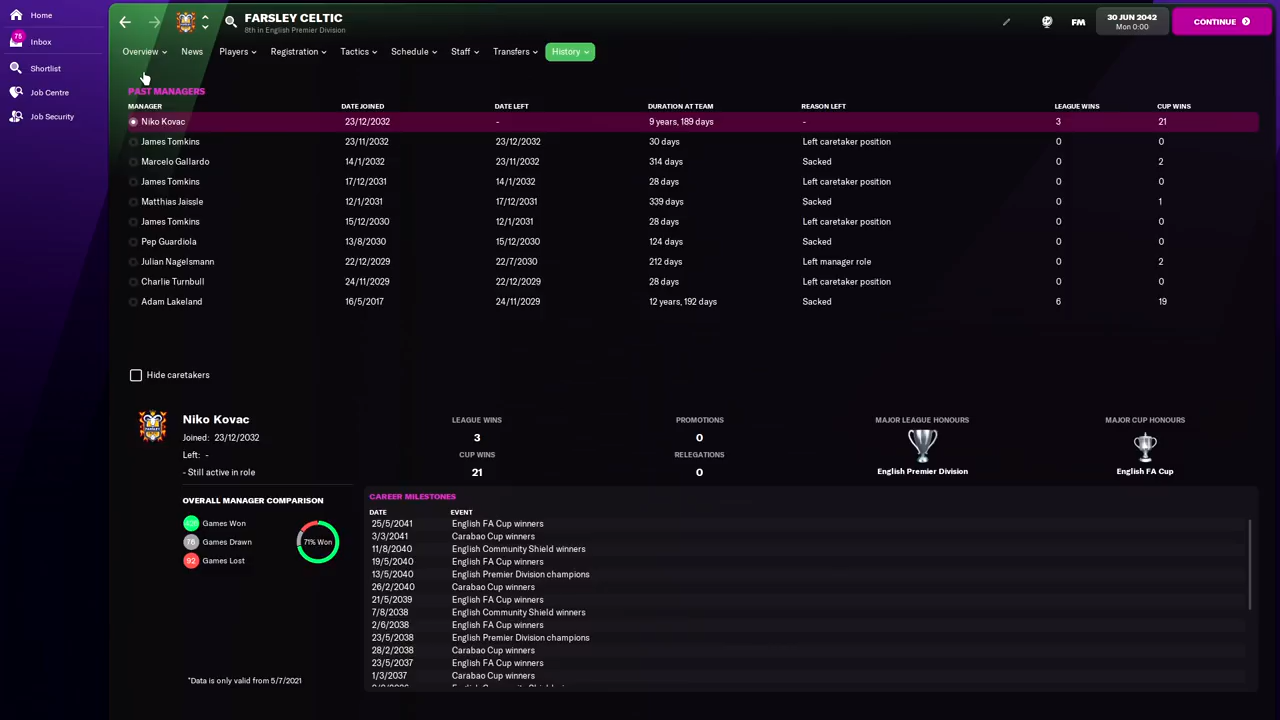 Home
75
Inbox
Shortlist
Job Centre
Job Security
FARSLEY CELTIC
8th in English Premier Division
FM
30 JUN 2042
Mon 0:00
CONTINUE
Overview News Players Registration Tactics Schedule Staff Transfers History
PAST MANAGERS
MANAGER DATE JOINED DATE LEFT DURATION AT TEAM REASON LEFT LEAGUE WINS CUP WINS
Niko Kovac 23/12/2032 - 9 years, 189 days - 3 21
James Tomkins 23/11/2032 23/12/2032 30 days Left caretaker position 0 0
Marcelo Gallardo 14/1/2032 23/11/2032 314 days Sacked 0 2
James Tomkins 17/12/2031 14/1/2032 28 days Left caretaker position 0 0
Matthias Jaissle 12/1/2031 17/12/2031 339 days Sacked 0 1
James Tomkins 15/12/2030 12/1/2031 28 days Left caretaker position 0 0
Pep Guardiola 13/8/2030 15/12/2030 124 days Sacked 0 0
Julian Nagelsmann 22/12/2029 22/7/2030 212 days Left manager role 0 2
Charlie Turnbull 24/11/2029 22/12/2029 28 days Left caretaker position 0 0
Adam Lakeland 16/5/2017 24/11/2029 12 years, 192 days Sacked 6 19
Hide caretakers
Niko Kovac
Joined: 23/12/2032
Left: -
- Still active in role
LEAGUE WINS
3
CUP WINS
21
PROMOTIONS
0
RELEGATIONS
0
MAJOR LEAGUE HONOURS
English Premier Division
MAJOR CUP HONOURS
English FA Cup
OVERALL MANAGER COMPARISON
Games Won
78 Games Drawn
92 Games Lost
71% Won
*Data is only valid from 5/7/2021
CAREER MILESTONES
DATE EVENT
25/5/2041 English FA Cup winners
3/3/2041 Carabao Cup winners
11/8/2040 English Community Shield winners
19/5/2040 English FA Cup winners
13/5/2040 English Premier Division champions
26/2/2040 Carabao Cup winners
21/5/2039 English FA Cup winners
7/8/2038 English Community Shield winners
2/6/2038 English FA Cup winners
23/5/2038 English Premier Division champions
28/2/2038 Carabao Cup winners
23/5/2037 English FA Cup winners
1/3/2037 Carabao Cup winners